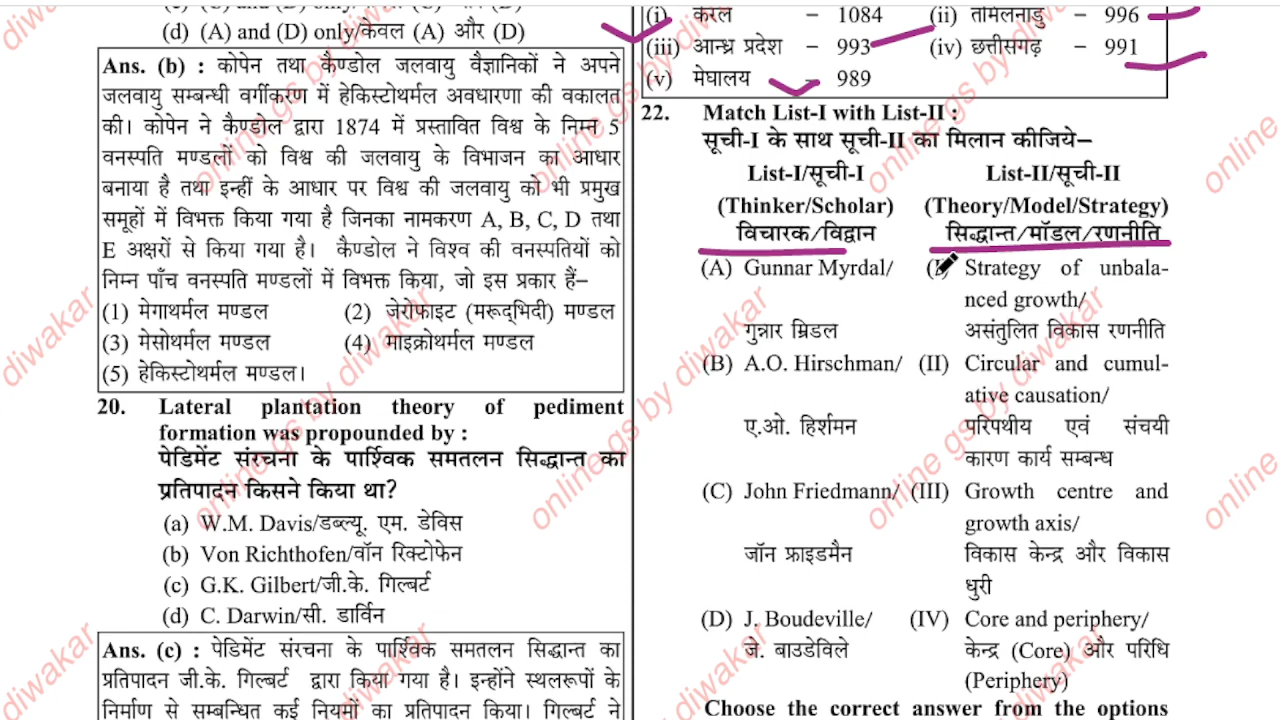 (d) (A) and (D) only/केवल (A) और (D)
Ans. (b) : कोपेन तथा कैण्डोल जलवायु वैज्ञानिकों ने अपने
जलवायु सम्बन्धी वर्गीकरण में हेकिस्टोथर्मल अवधारणा की वकालत
की। कोपेन ने कैण्डोल द्वारा 1874 में प्रस्तावित विश्व के निम्न 5
वनस्पति मण्डलों को विश्व की जलवायु के विभाजन का आधार
बनाया है तथा इन्हीं के आधार पर विश्व की जलवायु को भी प्रमुख
समूहों में विभक्त किया गया है जिनका नामकरण A, B, C, D तथा
E अक्षरों से किया गया है। कैण्डोल ने विश्व की वनस्पतियों को
निम्न पाँच वनस्पति मण्डलों में विभक्त किया, जो इस प्रकार हैं–
(1) मेगाथर्मल मण्डल (2) जेरोफाइट (मरूद्भिदी) मण्डल
(3) मेसोथर्मल मण्डल (4) माइक्रोथर्मल मण्डल
(5) हेकिस्टोथर्मल मण्डल।
20. Lateral plantation theory of pediment
formation was propounded by :
पेडिमेंट संरचना के पार्श्विक समतलन सिद्धान्त का
प्रतिपादन किसने किया था?
(a) W.M. Davis/डब्ल्यू. एम. डेविस
(b) Von Richthofen/वॉन रिक्टोफेन
(c) G.K. Gilbert/जी.के. गिल्बर्ट
(d) C. Darwin/सी. डार्विन
Ans. (c) : पेडिमेंट संरचना के पार्श्विक समतलन सिद्धान्त का
प्रतिपादन जी.के. गिल्बर्ट द्वारा किया गया है। इन्होंने स्थलरूपों के
निर्माण से सम्बन्धित कई नियमों का प्रतिपादन किया। गिल्बर्ट ने
(i) केरल – 1084 (ii) तमिलनाडु – 996
(iii) आन्ध्र प्रदेश – 993 (iv) छत्तीसगढ़ – 991
(v) मेघालय – 989
22. Match List-I with List-II :
सूची-I के साथ सूची-II का मिलान कीजिये–
List-I/सूची-I List-II/सूची-II
(Thinker/Scholar) (Theory/Model/Strategy)
विचारक/विद्वान सिद्धान्त/मॉडल/रणनीति
(A) Gunnar Myrdal/ (I) Strategy of unbala-
nced growth/
गुन्नार म्रिडल असंतुलित विकास रणनीति
(B) A.O. Hirschman/ (II) Circular and cumul-
ative causation/
ए.ओ. हिर्शमन परिपथीय एवं संचयी
कारण कार्य सम्बन्ध
(C) John Friedmann/ (III) Growth centre and
growth axis/
जॉन फ्राइडमैन विकास केन्द्र और विकास
धुरी
(D) J. Boudeville/ (IV) Core and periphery/
जे. बाउडेविले केन्द्र (Core) और परिधि
(Periphery)
Choose the correct answer from the options
online gs by diwakar